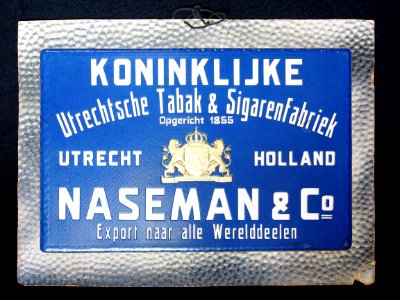 KONINKLIJKE
Utrechtsche Tabak & Sigarenfabriek
Opgericht 1855
UTRECHT HOLLAND
NASEMAN & Co
Export naar alle Werelddeelen